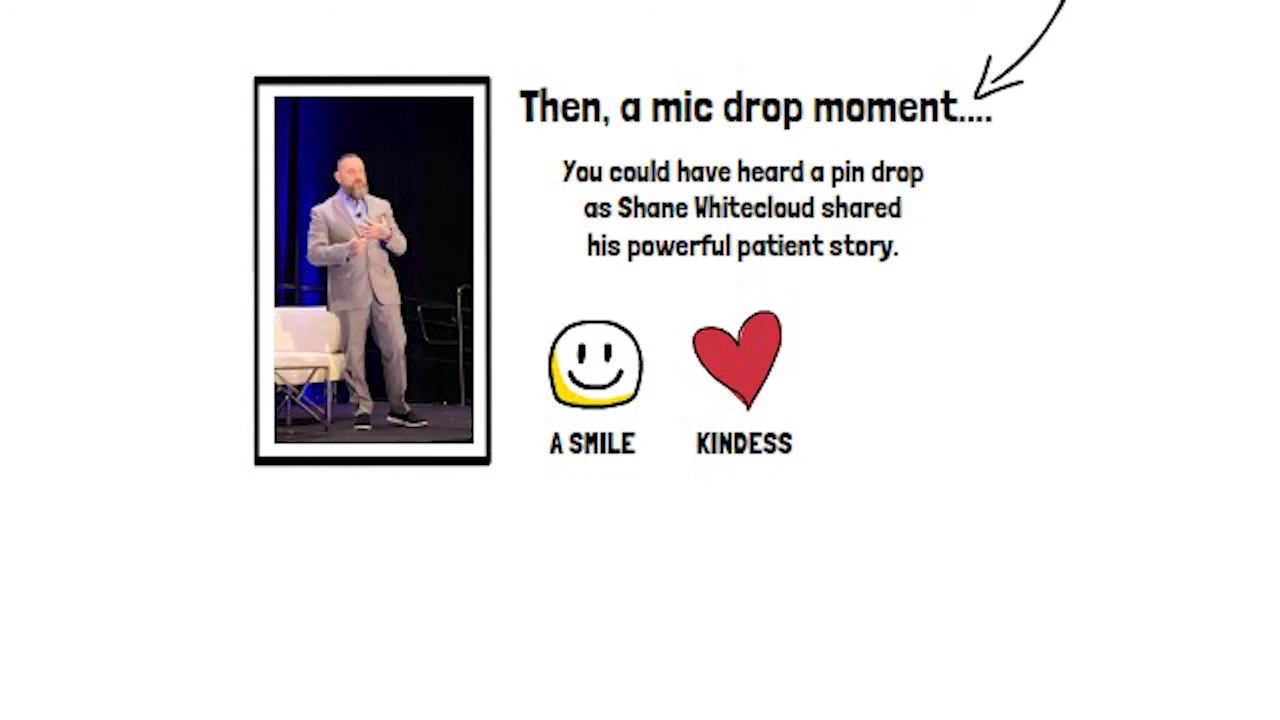 Then, a mic drop moment....
You could have heard a pin drop
as Shane Whitecloud shared
his powerful patient story.
A SMILE
KINDESS